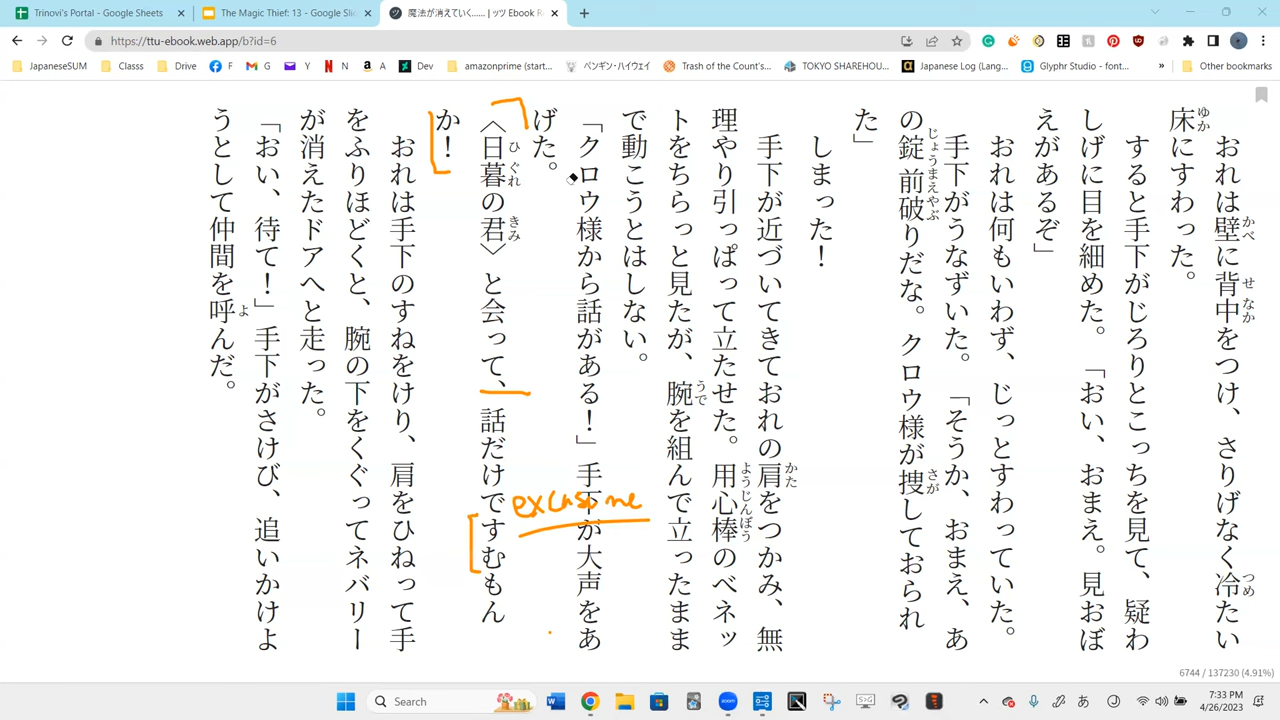 Trinovi's Portal - Google Sheets
The Magic Thief: 13 - Google Slid
魔法が消えていく…… | ッツ Ebook R
https://ttu-ebook.web.app/b?id=6
JapaneseSUM
Classs
Drive
F
G
Y
N
A
Dev
amazonprime (start...
ペンギン・ハイウェイ
Trash of the Count's...
TOKYO SHAREHOU...
Japanese Log (Lang...
Glyphr Studio - font...
Other bookmarks
おれは壁に背中をつけ、さりげなく冷たい
床にすわった。
すると手下がじろりとこっちを見て、疑わ
しげに目を細めた。「おい、おまえ。見おぼ
えがあるぞ」
おれは何もいわず、じっとすわっていた。
手下がうなずいた。「そうか、おまえ、あ
の錠前破りだな。クロウ様が捜しておられ
た」
しまった！
手下が近づいてきておれの肩をつかみ、無
理やり引っぱって立たせた。用心棒のベネッ
トをちらっと見たが、腕を組んで立ったまま
で動こうとはしない。
「クロウ様から話がある！」手下が大声をあ
げた。
〈日暮の君〉と会って、話だけですむもん
か！
おれは手下のすねをけり、肩をひねって手
をふりほどくと、腕の下をくぐってネバリー
が消えたドアへと走った。
「おい、待て！」手下がさけび、追いかけよ
うとして仲間を呼んだ。
excuse me
6744 / 137230 (4.91%)
Search
7:33 PM
4/26/2023